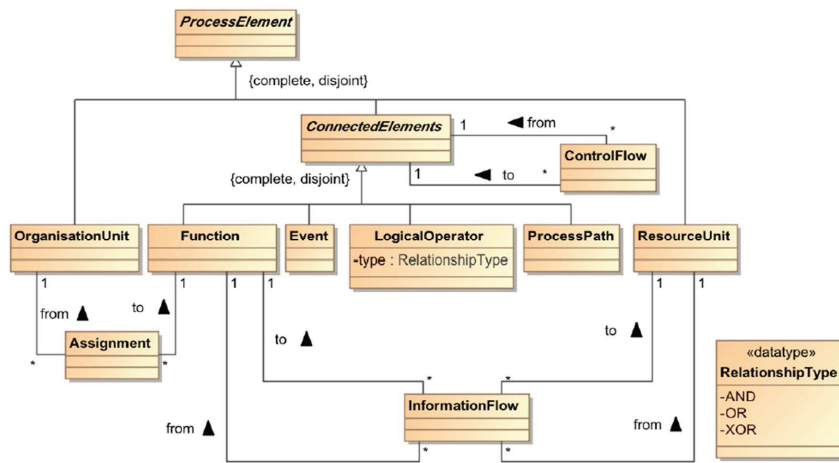 ProcessElement
{complete, disjoint}
ConnectedElements
1
from
*
ControlFlow
1
to
*
{complete, disjoint}
OrganisationUnit
Function
Event
LogicalOperator
-type : RelationshipType
ProcessPath
ResourceUnit
1
1
1
1
1
1
from
to
Assignment
*
*
to
to
«datatype»
RelationshipType
-AND
-OR
-XOR
*
*
InformationFlow
from
from
*
*